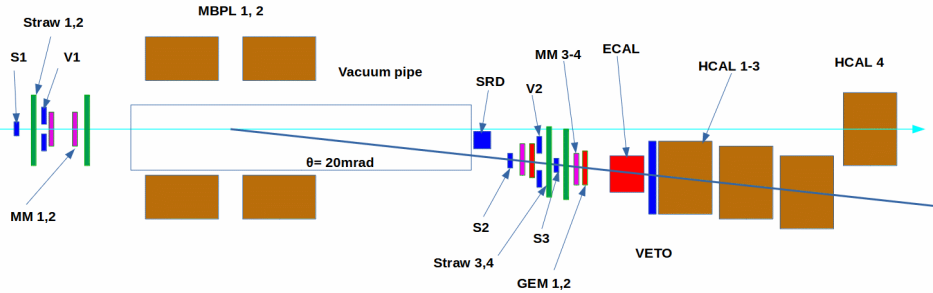 MBPL 1, 2
Straw 1,2
S1
V1
MM 3-4
ECAL
HCAL 1-3
HCAL 4
Vacuum pipe
SRD
V2
θ= 20mrad
MM 1,2
S2
S3
VETO
Straw 3,4
GEM 1,2